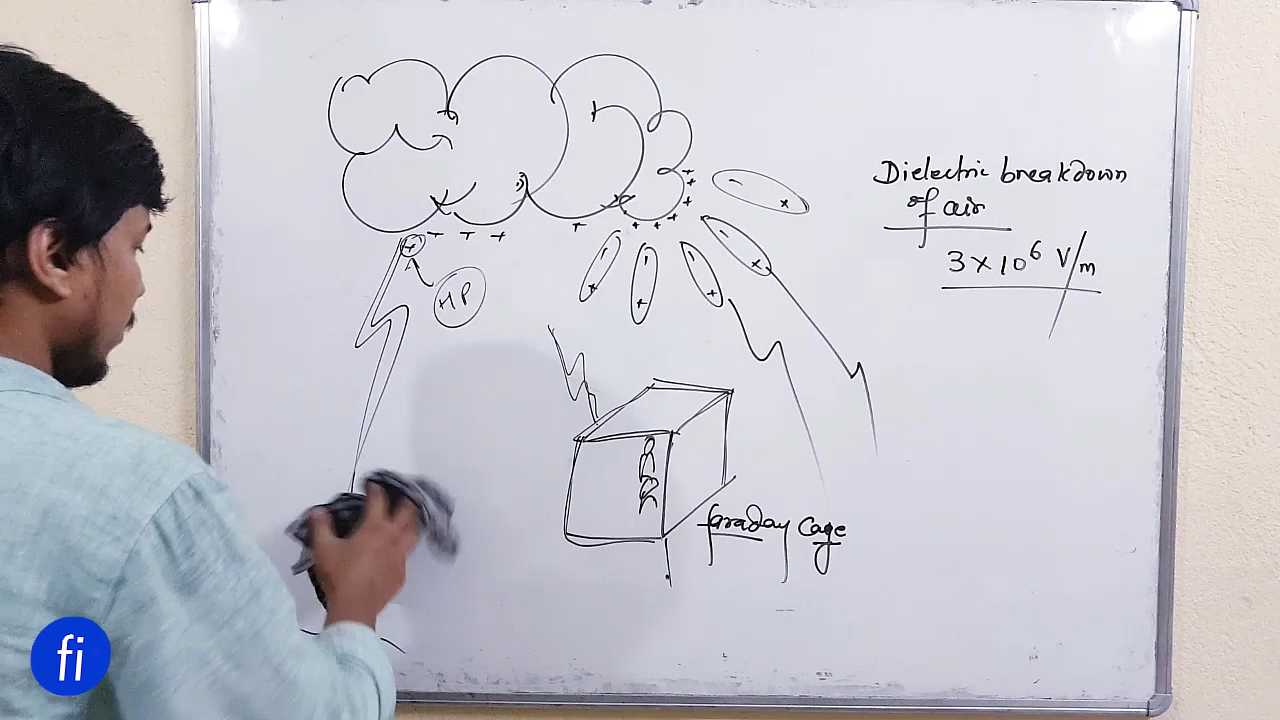 Dielectric breakdown
of air
3 × 10⁶ V/m
HP
faraday Cage
fi